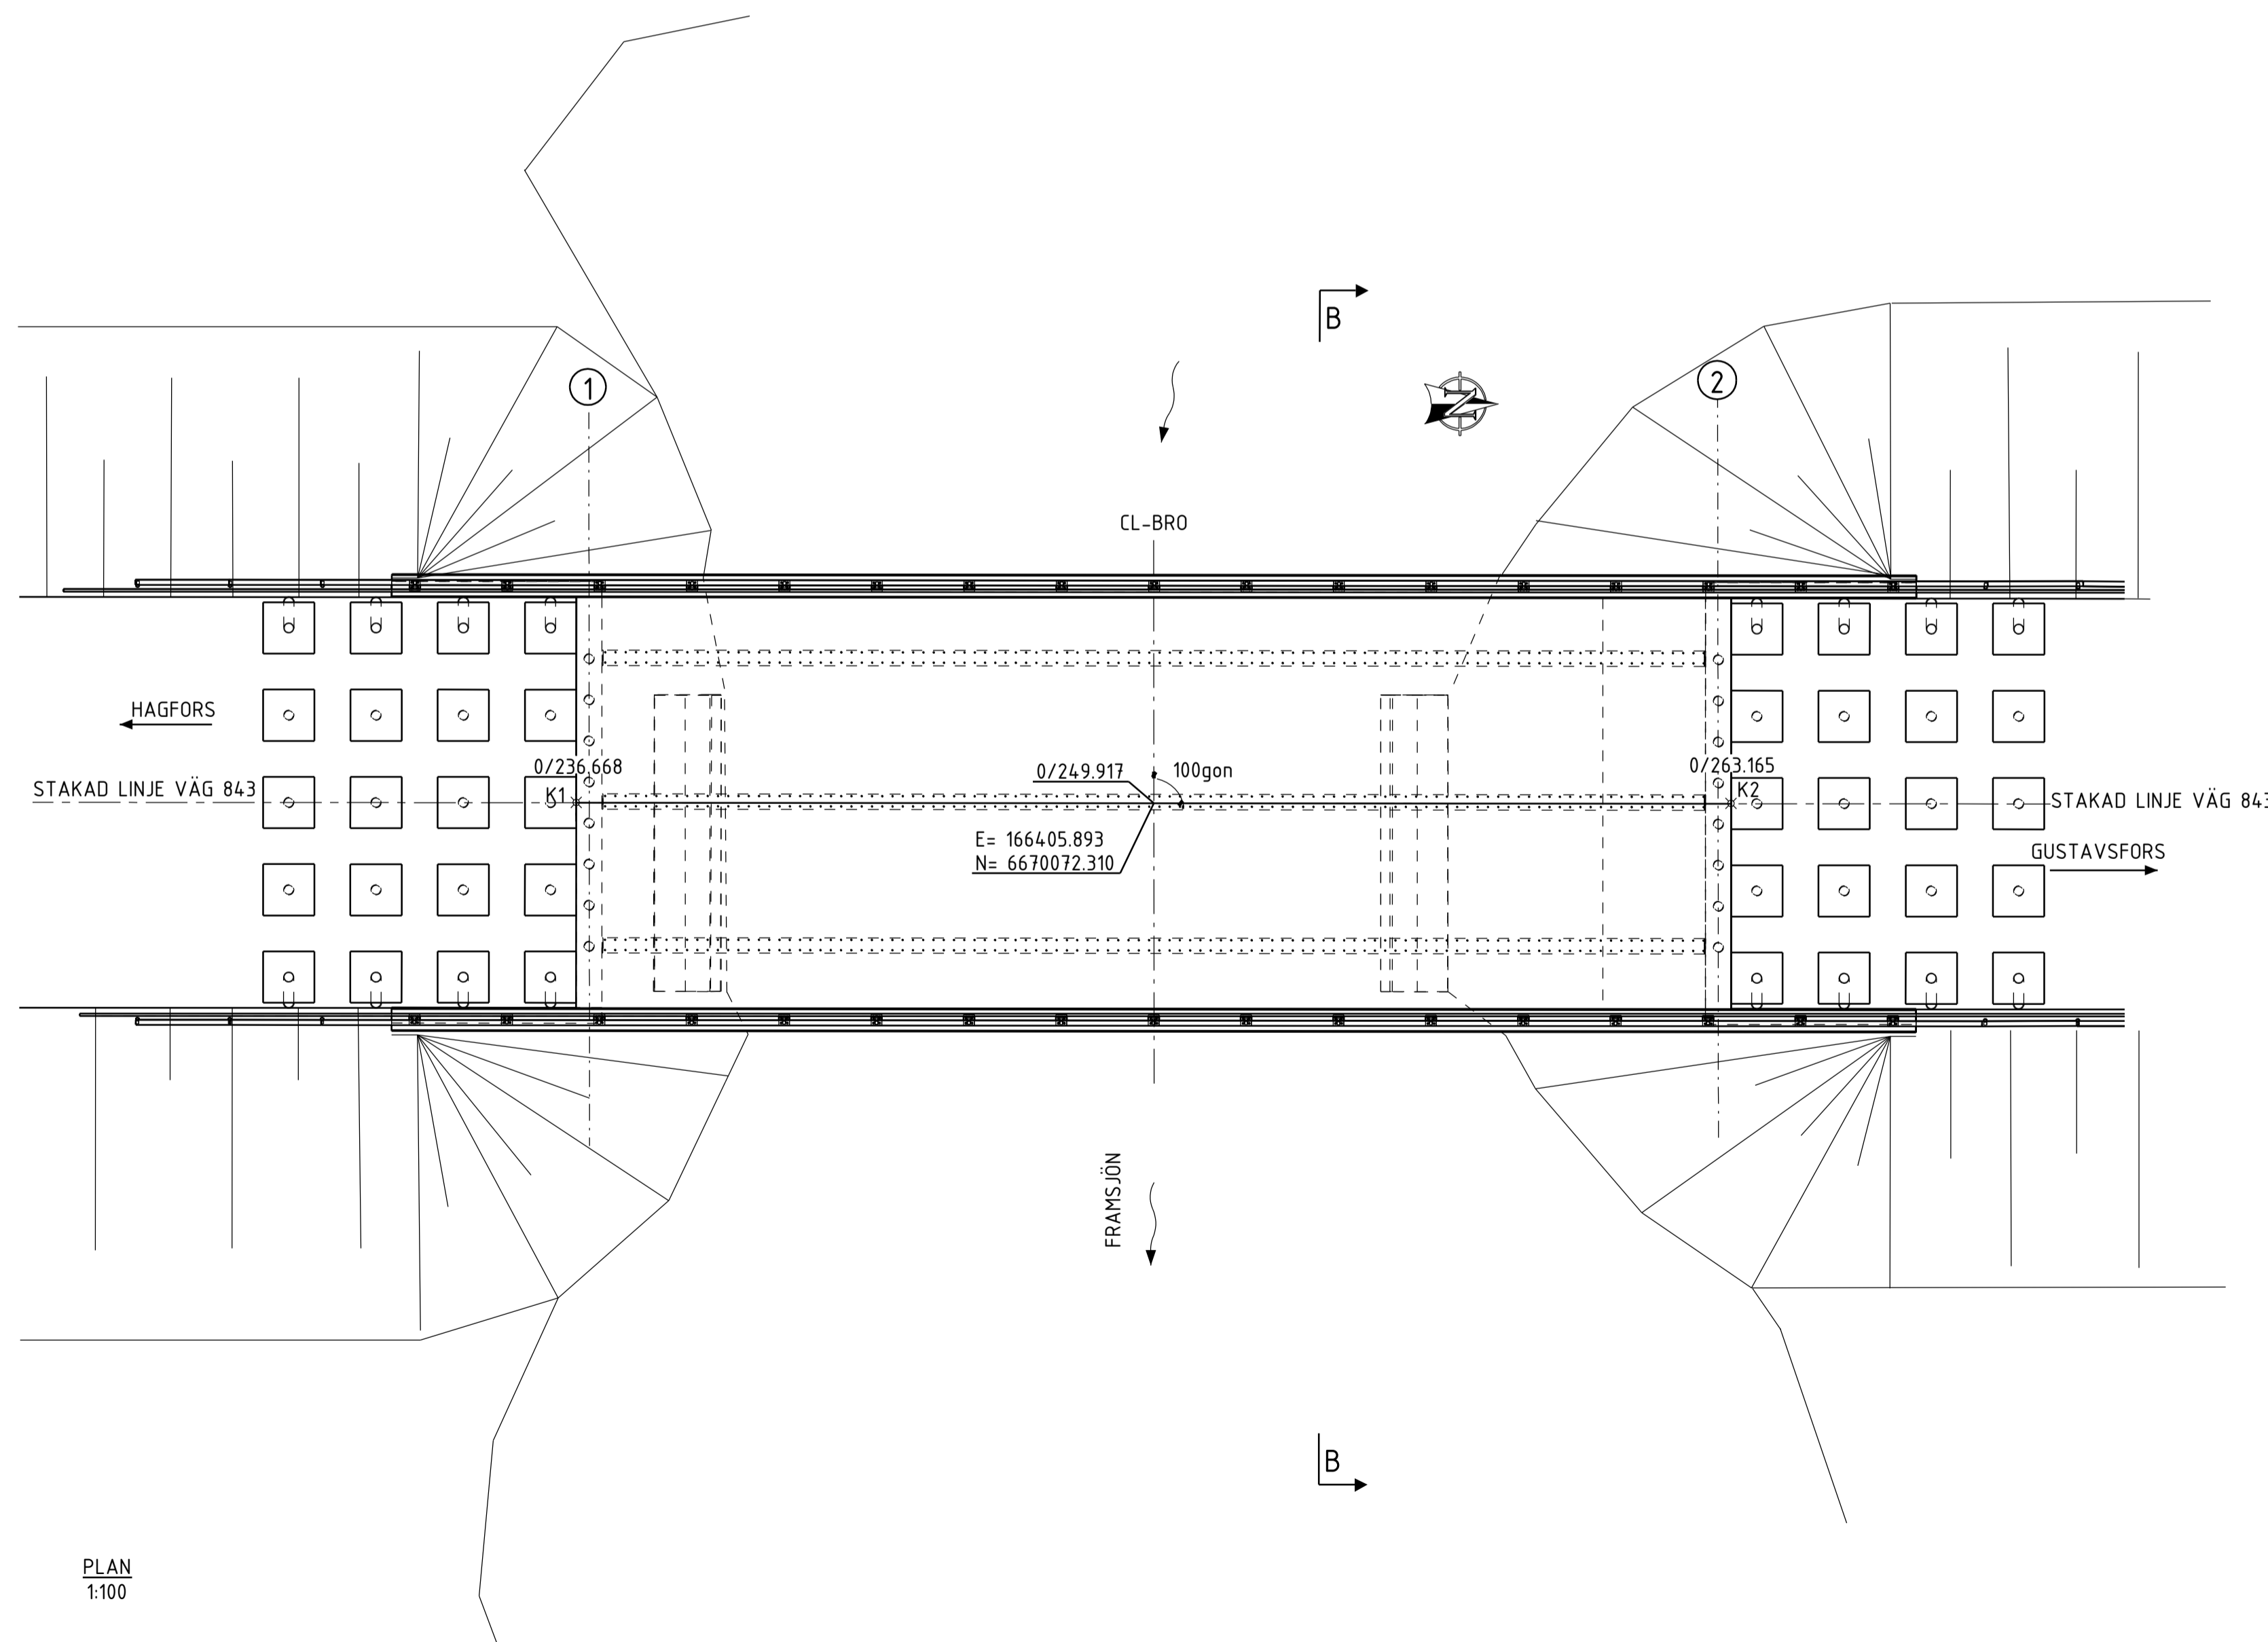 B
1
2
N
CL-BRO
HAGFORS
0/236.668
0/249.917
100gon
0/263.165
STAKAD LINJE VÄG 843
K1
K2
STAKAD LINJE VÄG 843
E= 166405.893
N= 6670072.310
GUSTAVSFORS
FRAMSJÖN
B
PLAN
1:100